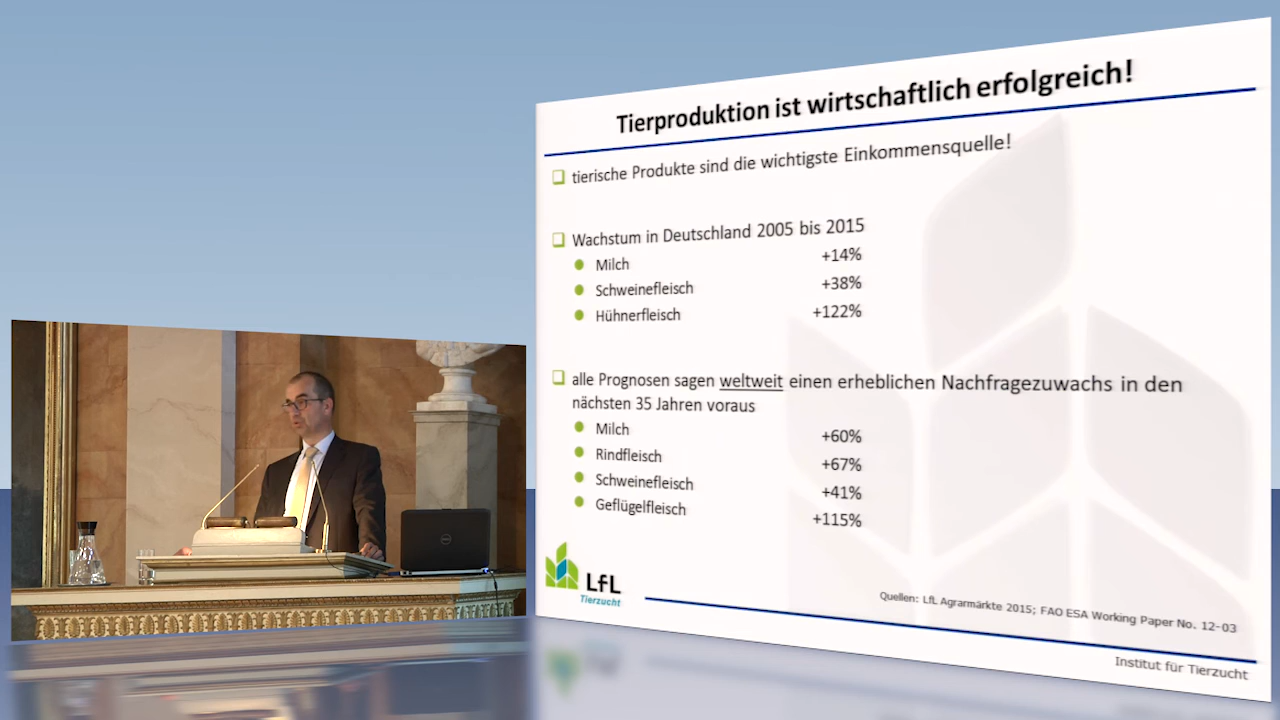 Tierproduktion ist wirtschaftlich erfolgreich!
tierische Produkte sind die wichtigste Einkommensquelle!
Wachstum in Deutschland 2005 bis 2015
Milch +14%
Schweinefleisch +38%
Hühnerfleisch +122%
alle Prognosen sagen weltweit einen erheblichen Nachfragezuwachs in den
nächsten 35 Jahren voraus
Milch +60%
Rindfleisch +67%
Schweinefleisch +41%
Geflügelfleisch +115%
LfL
Tierzucht
Quellen: LfL Agrarmärkte 2015; FAO ESA Working Paper No. 12-03
Institut für Tierzucht
DELL